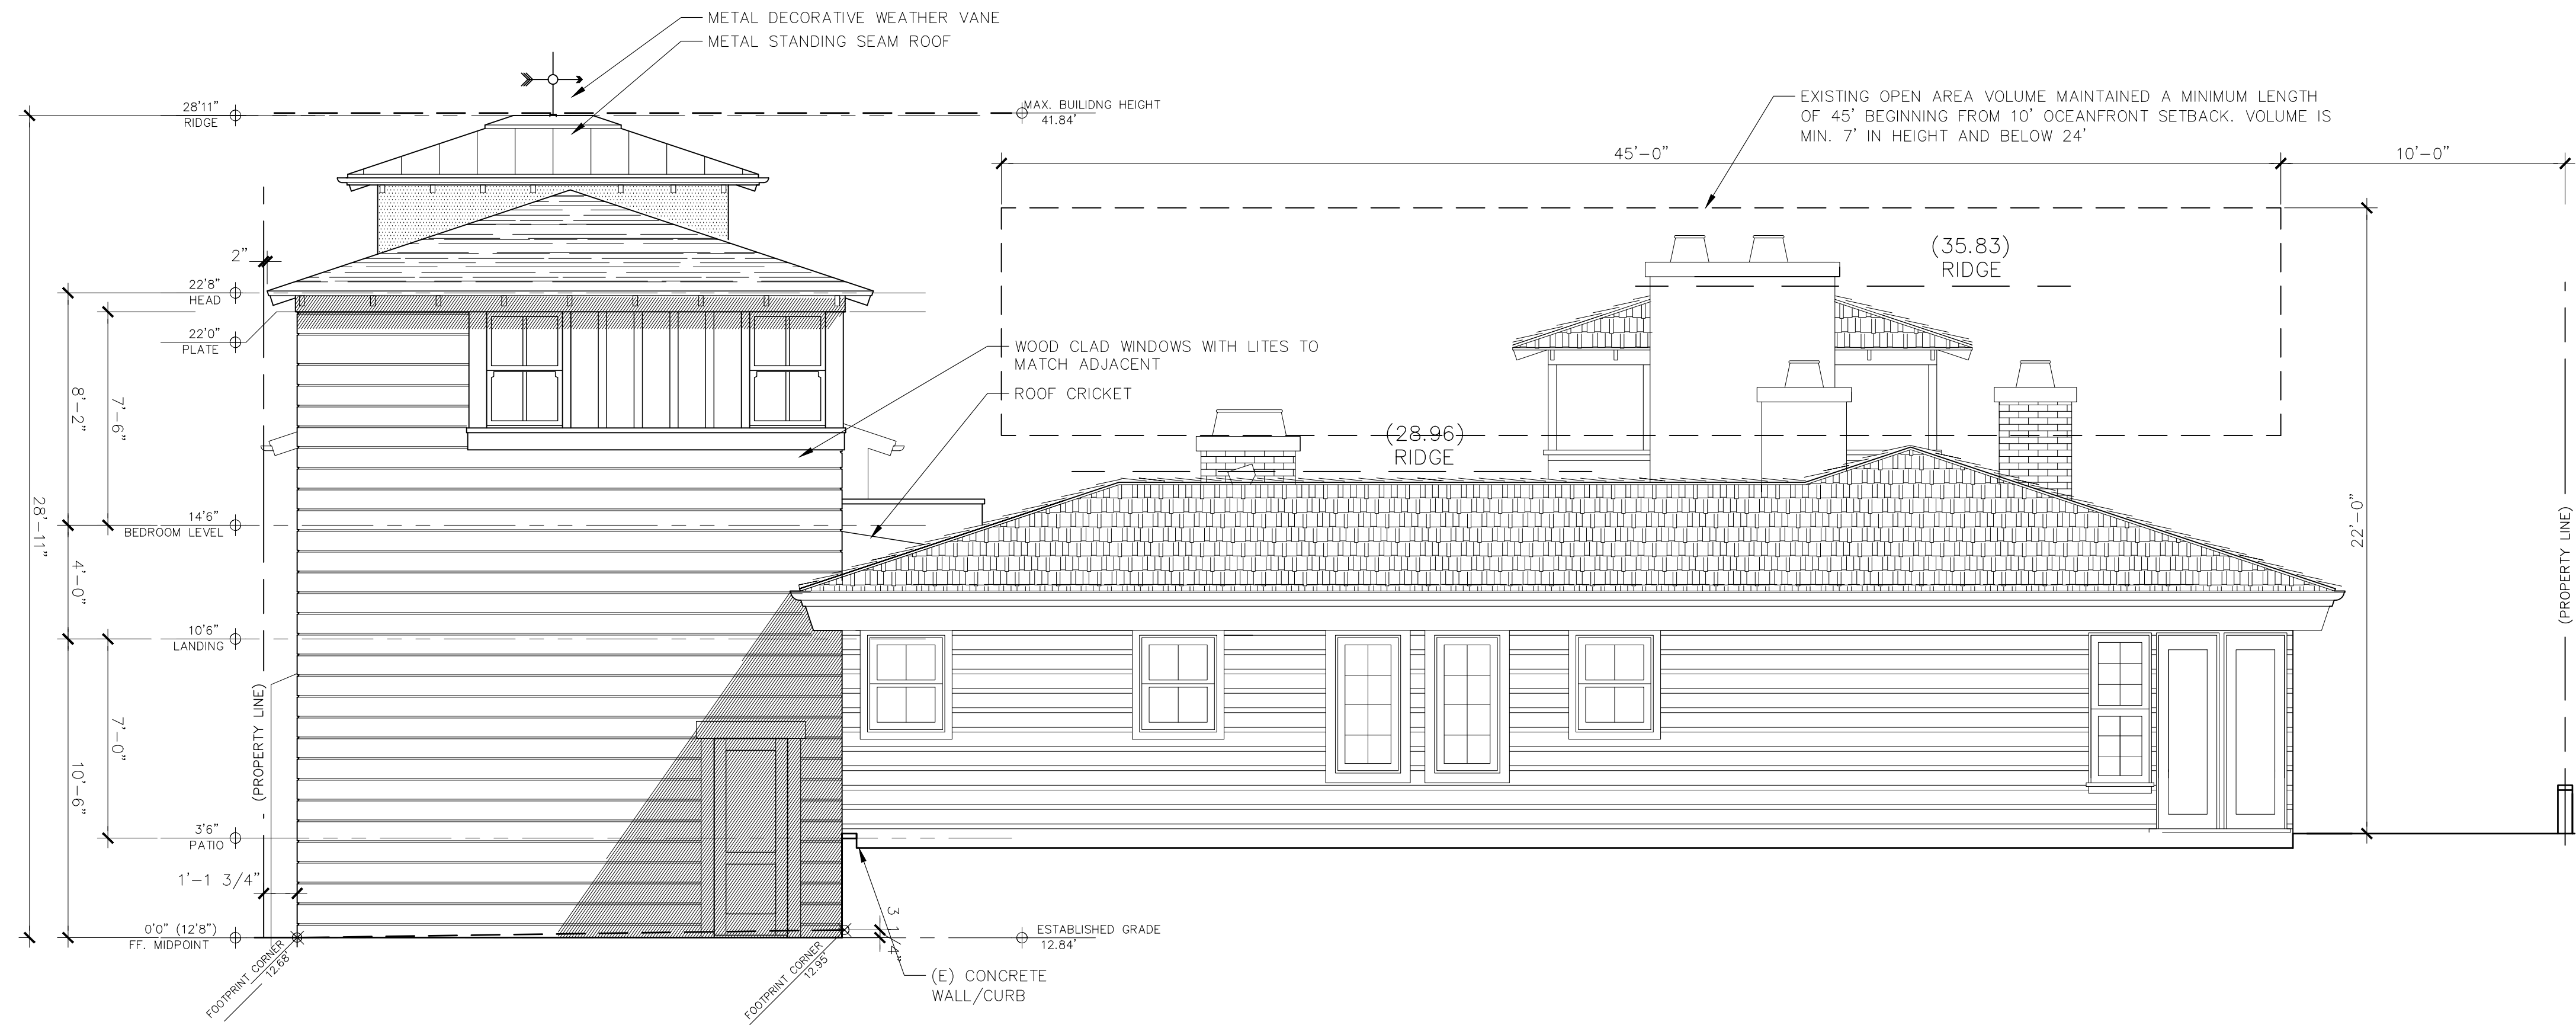 METAL DECORATIVE WEATHER VANE
METAL STANDING SEAM ROOF
28'11"
RIDGE
MAX. BUILIDNG HEIGHT
41.84'
EXISTING OPEN AREA VOLUME MAINTAINED A MINIMUM LENGTH
OF 45' BEGINNING FROM 10' OCEANFRONT SETBACK. VOLUME IS
MIN. 7' IN HEIGHT AND BELOW 24'
45'-0"
10'-0"
2"
(35.83)
RIDGE
22'8"
HEAD
22'0"
PLATE
WOOD CLAD WINDOWS WITH LITES TO
MATCH ADJACENT
ROOF CRICKET
8'-2"
7'-6"
(28.96)
RIDGE
28'-11"
14'6"
BEDROOM LEVEL
22'-0"
(PROPERTY LINE)
4'-0"
10'6"
LANDING
(PROPERTY LINE)
7'-0"
10'-6"
3'6"
PATIO
1'-1 3/4"
3 1/4"
0'0" (12'8")
FF. MIDPOINT
ESTABLISHED GRADE
12.84'
FOOTPRINT CORNER
12.68'
FOOTPRINT CORNER
12.95'
(E) CONCRETE
WALL/CURB